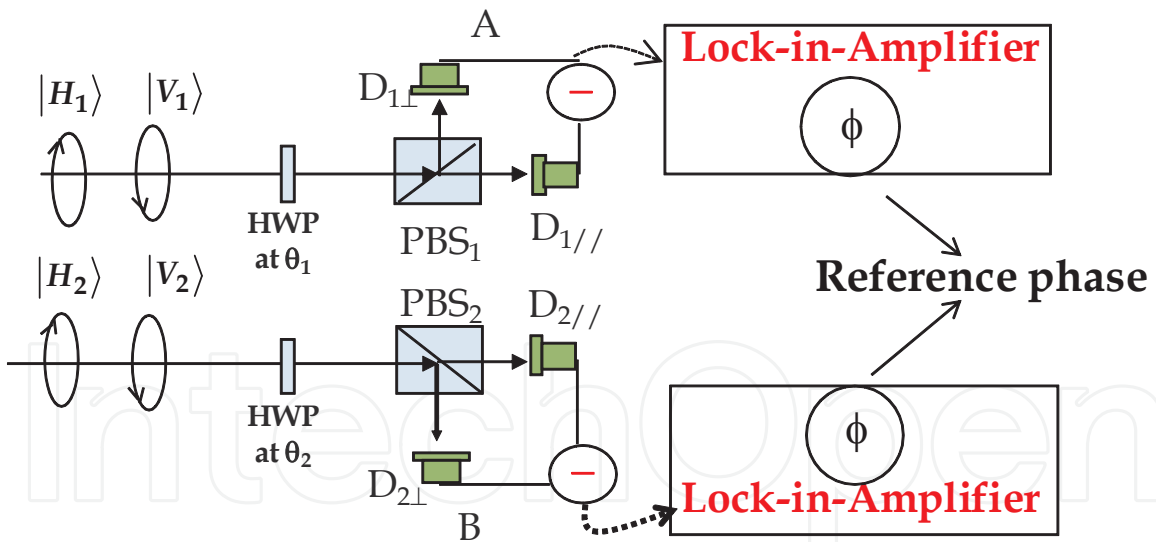 A
Lock-in-Amplifier
ϕ
|H₁⟩ |V₁⟩
D₁⊥
−
HWP
at θ₁
PBS₁
D₁//
Reference phase
|H₂⟩ |V₂⟩
PBS₂
D₂//
HWP
at θ₂
D₂⊥
−
B
ϕ
Lock-in-Amplifier
IntechOpen